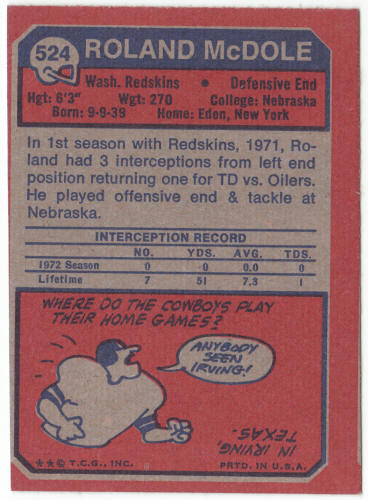 524 ROLAND McDOLE
Wash. Redskins • Defensive End
Hgt: 6'3" Wgt: 270 College: Nebraska
Born: 9-9-39 Home: Eden, New York
In 1st season with Redskins, 1971, Ro-
land had 3 interceptions from left end
position returning one for TD vs. Oilers.
He played offensive end & tackle at
Nebraska.
INTERCEPTION RECORD
NO. YDS. AVG. TDS.
1972 Season 0 0 0.0 0
Lifetime 7 51 7.3 1
WHERE DO THE COWBOYS PLAY
THEIR HOME GAMES?
ANYBODY
SEEN
IRVING!
IN IRVING,
TEXAS.
★★© T.C.G., INC. PRTD. IN U.S.A.